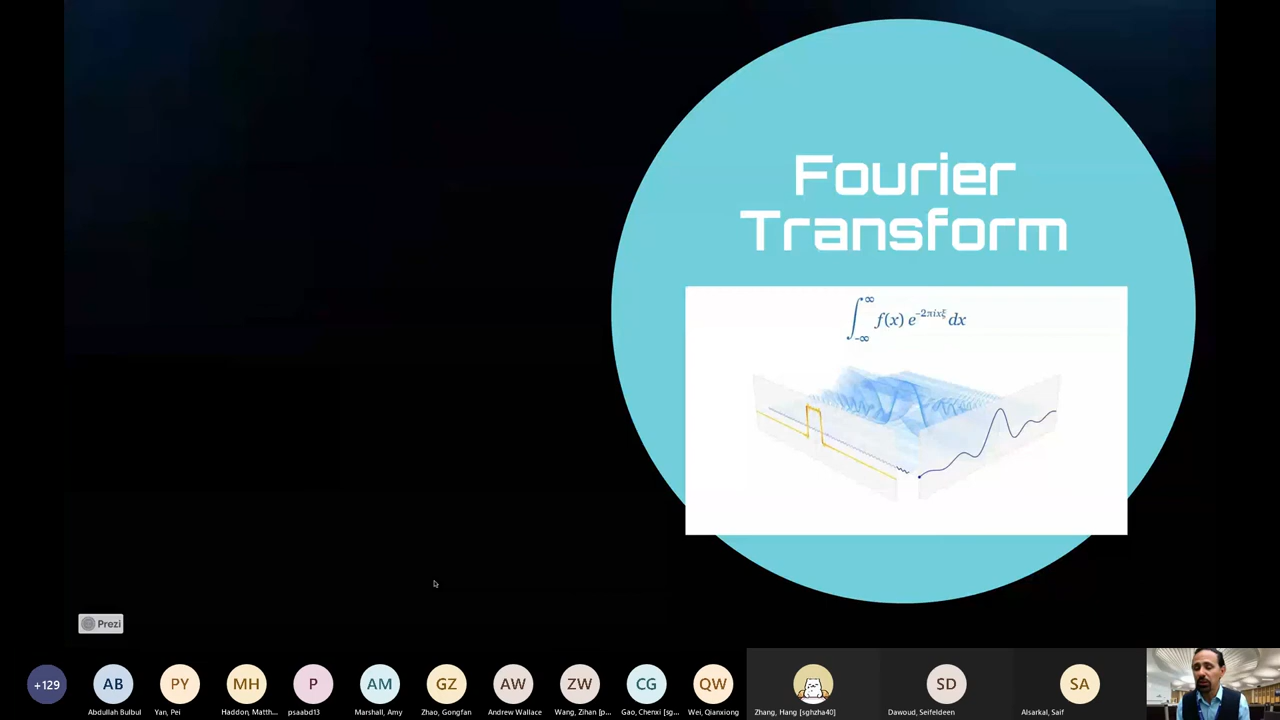 Fourier
Transform
∫_{-∞}^{∞} f(x) e^{-2πixξ} dx
Prezi
+129
AB
PY
MH
P
AM
GZ
AW
ZW
CG
QW
SD
SA
Abdullah Bulbul
Yan, Pei
Haddon, Matth...
psaabd13
Marshall, Amy
Zhao, Gongfan
Andrew Wallace
Wang, Zihan [p...
Gao, Chenxi [sg...
Wei, Qianxiong
Zhang, Hang [sghzha40]
Dawoud, Seifeldeen
Alsarkal, Saif